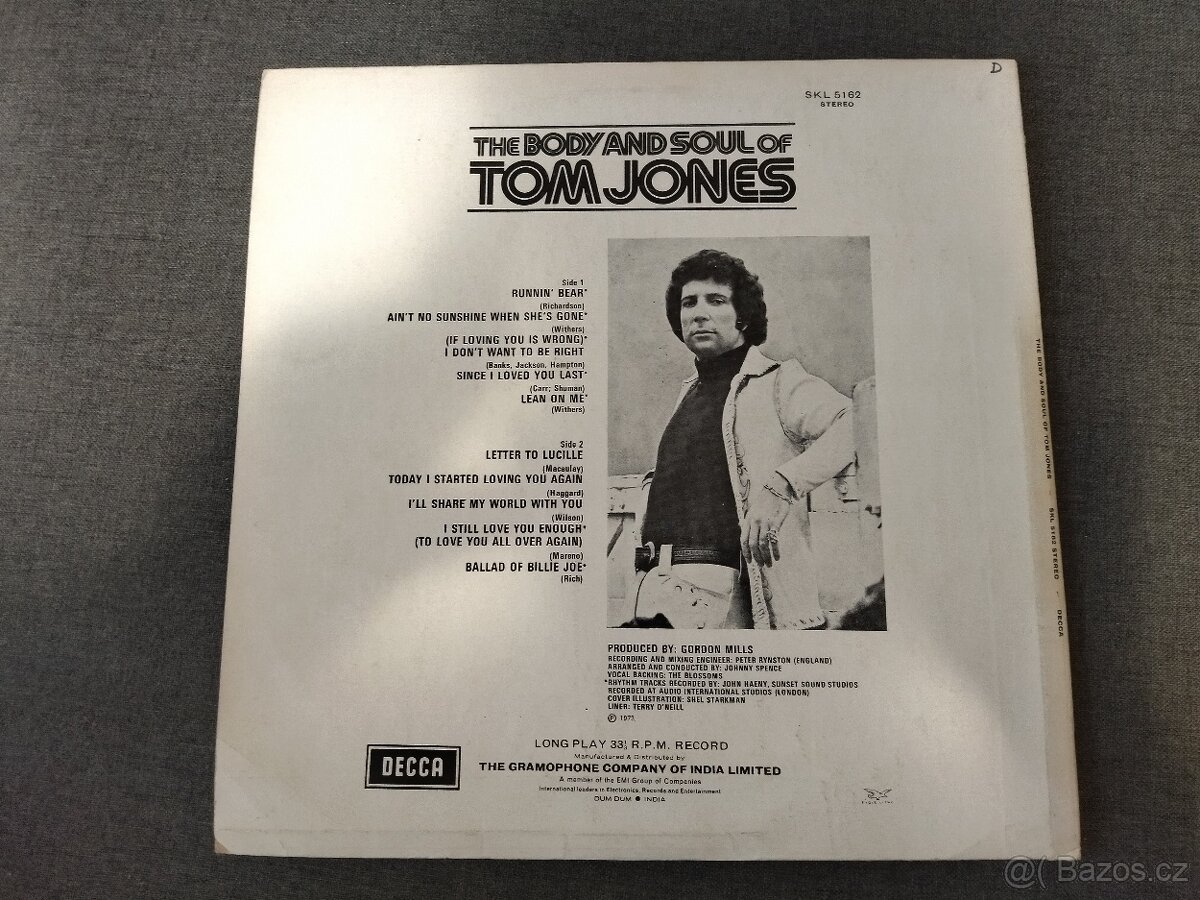 D
SKL 5162
STEREO
THE BODY AND SOUL OF
TOM JONES
Side 1
RUNNIN' BEAR*
(Richardson)
AIN'T NO SUNSHINE WHEN SHE'S GONE*
(Withers)
(IF LOVING YOU IS WRONG)*
I DON'T WANT TO BE RIGHT
(Banks, Jackson, Hampton)
SINCE I LOVED YOU LAST*
(Carr; Shuman)
LEAN ON ME*
(Withers)
Side 2
LETTER TO LUCILLE
(Macaulay)
TODAY I STARTED LOVING YOU AGAIN
(Haggard)
I'LL SHARE MY WORLD WITH YOU
(Wilson)
I STILL LOVE YOU ENOUGH*
(TO LOVE YOU ALL OVER AGAIN)
(Mareno)
BALLAD OF BILLIE JOE*
(Rich)
PRODUCED BY: GORDON MILLS
RECORDING AND MIXING ENGINEER: PETER RYNSTON (ENGLAND)
ARRANGED AND CONDUCTED BY: JOHNNY SPENCE
VOCAL BACKING: THE BLOSSOMS
*RHYTHM TRACKS RECORDED BY: JOHN HAENY, SUNSET SOUND STUDIOS
RECORDED AT AUDIO INTERNATIONAL STUDIOS (LONDON)
COVER ILLUSTRATION: SHEL STARKMAN
LINER: TERRY O'NEILL
℗ 1973
DECCA
LONG PLAY 33⅓ R.P.M. RECORD
Manufactured & Distributed by
THE GRAMOPHONE COMPANY OF INDIA LIMITED
A member of the EMI Group of Companies
International leaders in Electronics, Records and Entertainment
DUM DUM ● INDIA
THE BODY AND SOUL OF TOM JONES - SKL 5162 STEREO - DECCA
@( Bazos.cz